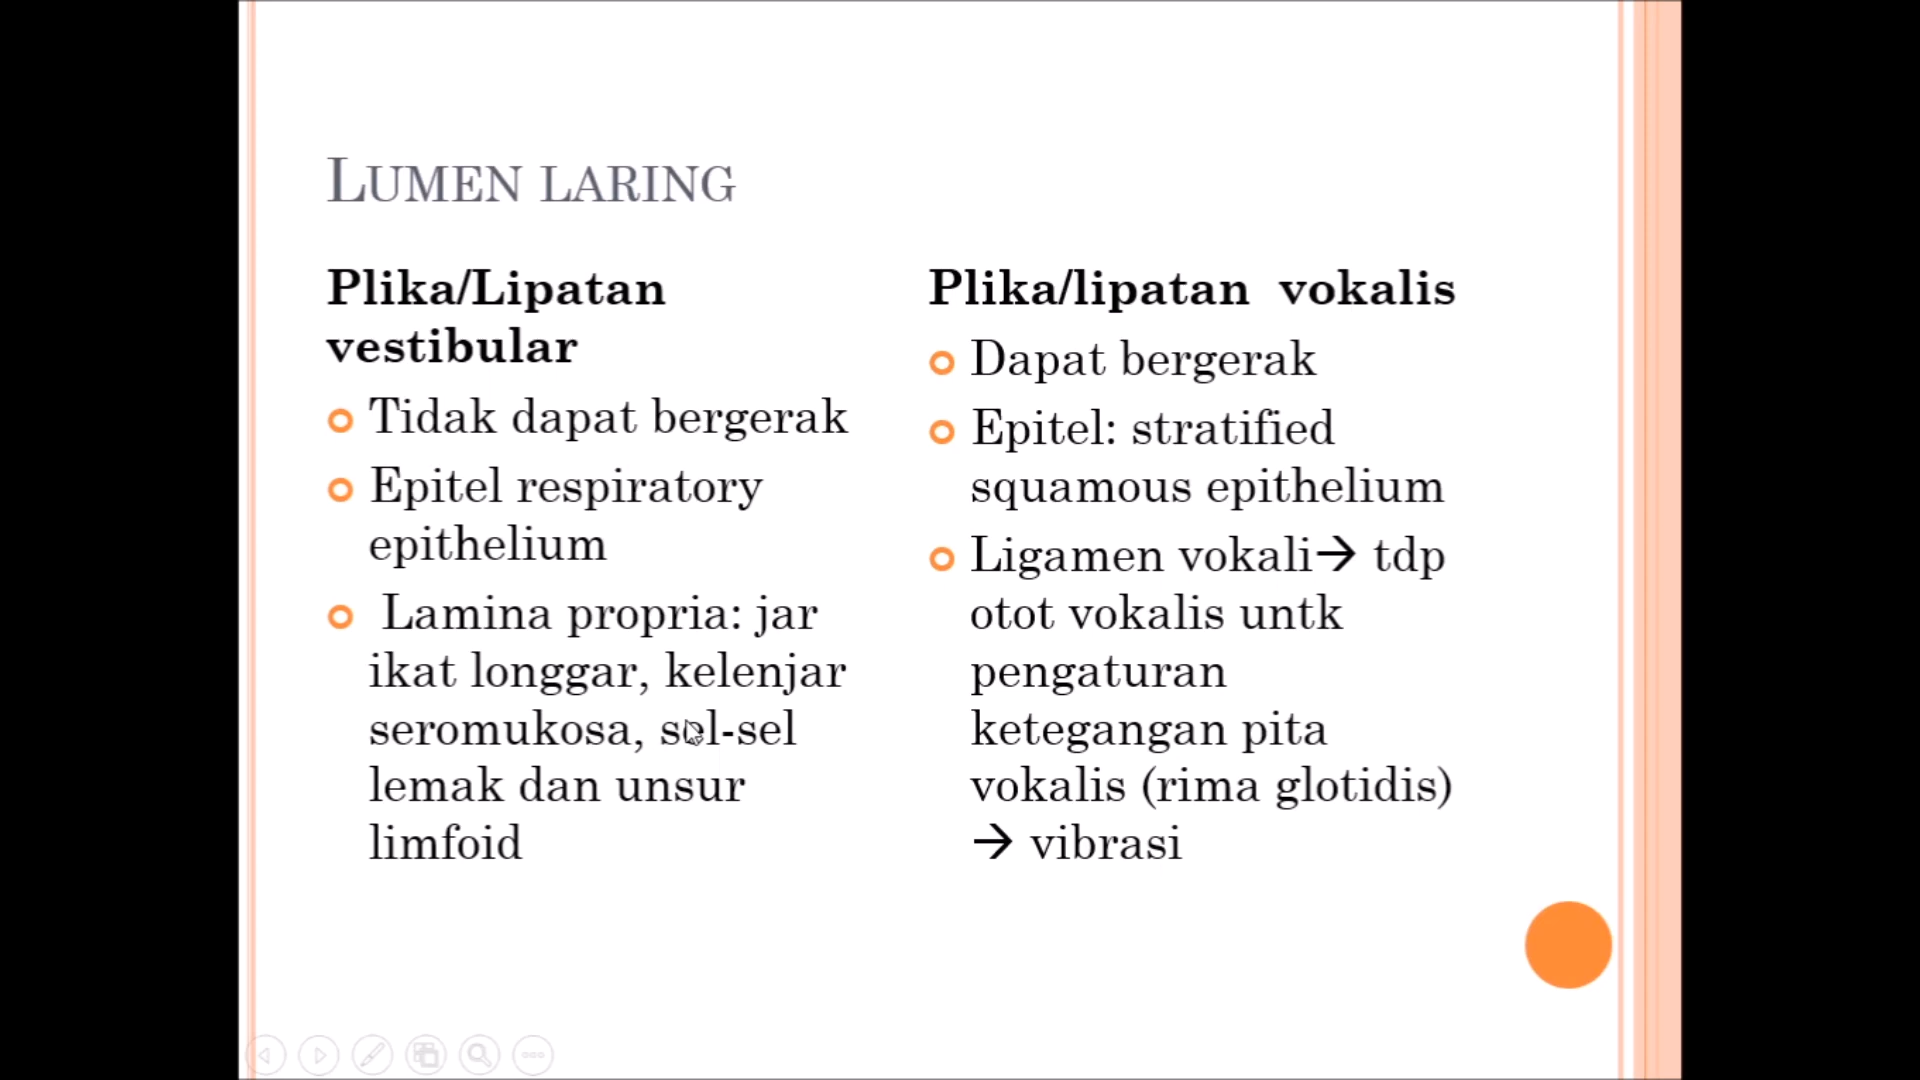 LUMEN LARING
Plika/Lipatan
vestibular
Tidak dapat bergerak
Epitel respiratory
epithelium
Lamina propria: jar
ikat longgar, kelenjar
seromukosa, sel-sel
lemak dan unsur
limfoid
Plika/lipatan vokalis
Dapat bergerak
Epitel: stratified
squamous epithelium
Ligamen vokali→ tdp
otot vokalis untk
pengaturan
ketegangan pita
vokalis (rima glotidis)
→ vibrasi